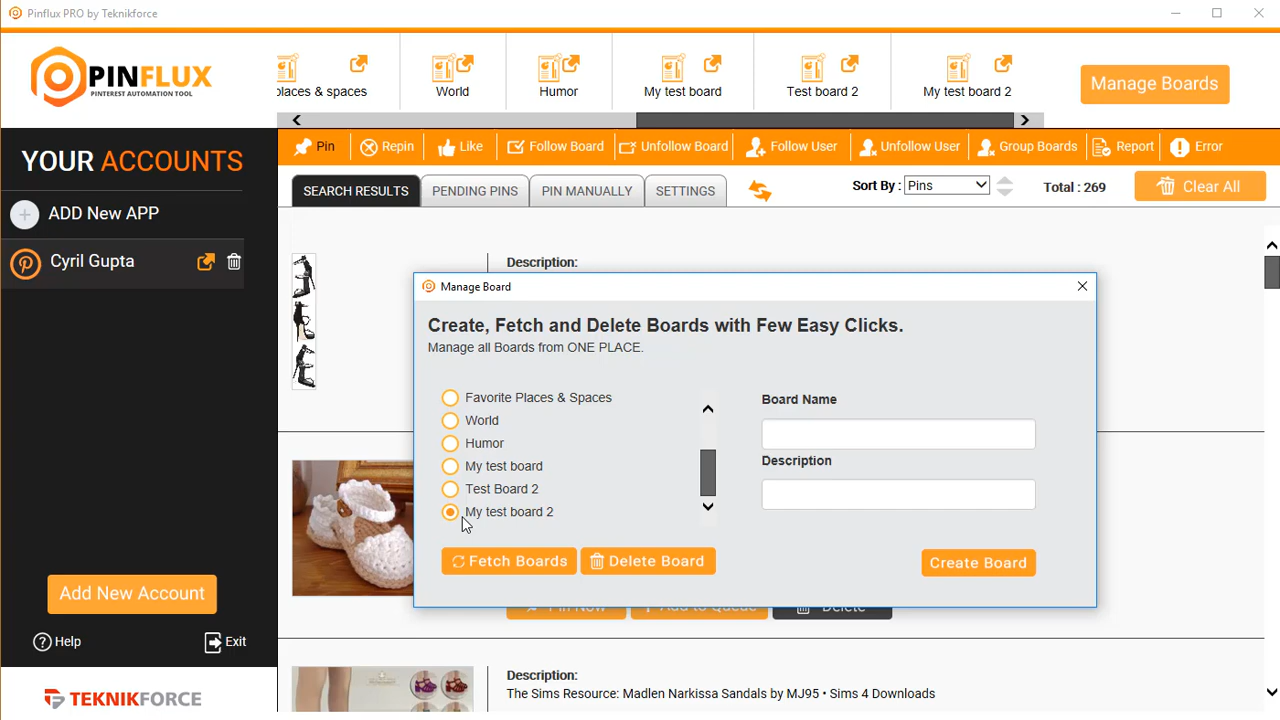 Pinflux PRO by Teknikforce
PINFLUX
PINTEREST AUTOMATION TOOL
places & spaces
World
Humor
My test board
Test board 2
My test board 2
Manage Boards
YOUR ACCOUNTS
ADD New APP
Cyril Gupta
Pin
Repin
Like
Follow Board
Unfollow Board
Follow User
Unfollow User
Group Boards
Report
Error
SEARCH RESULTS
PENDING PINS
PIN MANUALLY
SETTINGS
Sort By :
Pins
Total : 269
Clear All
Description:
Manage Board
Create, Fetch and Delete Boards with Few Easy Clicks.
Manage all Boards from ONE PLACE.
Favorite Places & Spaces
World
Humor
My test board
Test Board 2
My test board 2
Board Name
Description
Fetch Boards
Delete Board
Create Board
Pin Now
Add to Queue
Delete
Description:
The Sims Resource: Madlen Narkissa Sandals by MJ95 • Sims 4 Downloads
Add New Account
Help
Exit
TEKNIKFORCE